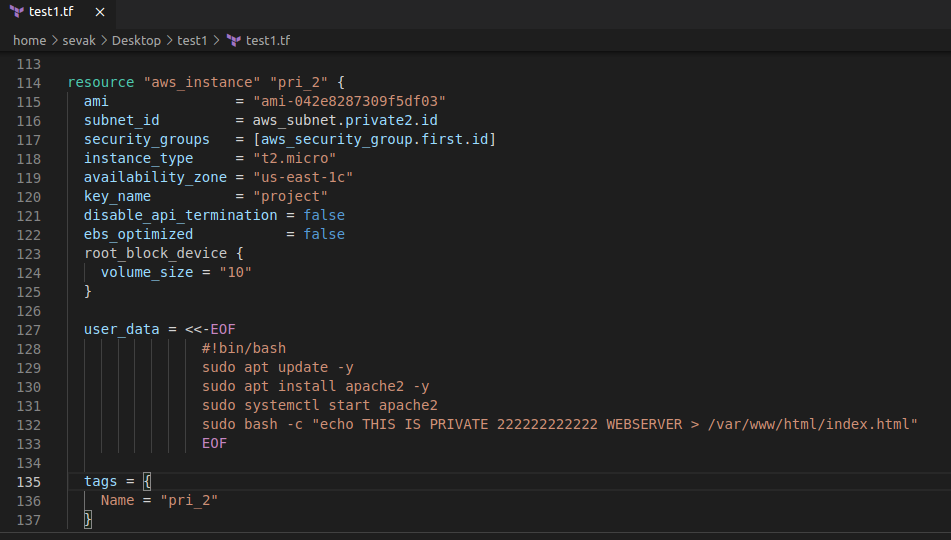 test1.tf ×
home > sevak > Desktop > test1 > test1.tf
113
114 resource "aws_instance" "pri_2" {
115   ami               = "ami-042e8287309f5df03"
116   subnet_id         = aws_subnet.private2.id
117   security_groups   = [aws_security_group.first.id]
118   instance_type     = "t2.micro"
119   availability_zone = "us-east-1c"
120   key_name          = "project"
121   disable_api_termination = false
122   ebs_optimized           = false
123   root_block_device {
124     volume_size = "10"
125   }
126
127   user_data = <<-EOF
128                 #!bin/bash
129                 sudo apt update -y
130                 sudo apt install apache2 -y
131                 sudo systemctl start apache2
132                 sudo bash -c "echo THIS IS PRIVATE 222222222222 WEBSERVER > /var/www/html/index.html"
133                 EOF
134
135   tags = {
136     Name = "pri_2"
137   }